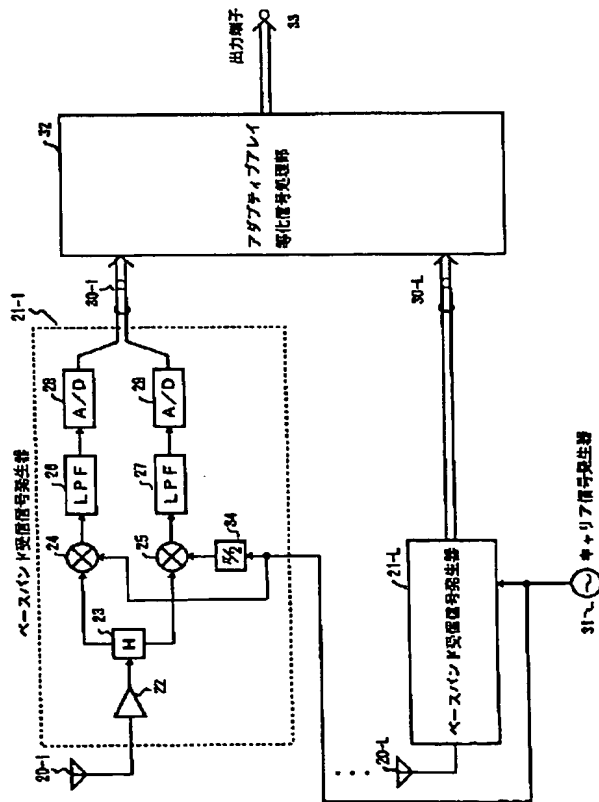 ベースバンド受信信号発生器
21-1
20-1
22
23
H
24
25
26
LPF
27
LPF
28
A/D
29
A/D
34
π/2
30-1
32
アダプティブアレイ
等化信号処理部
出力端子
33
20-L
21-L
ベースバンド受信信号発生器
30-L
31
キャリア信号発生器